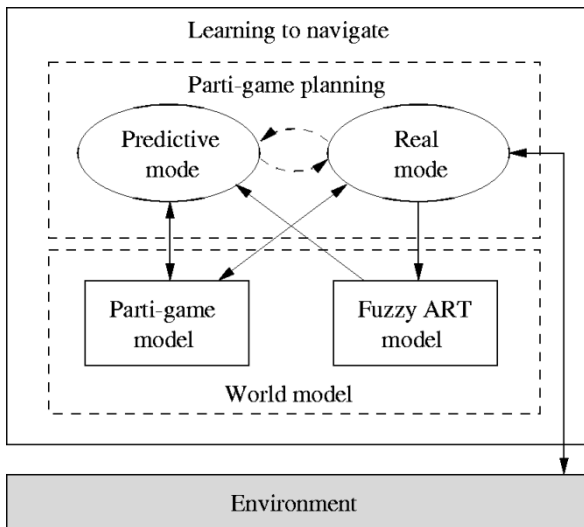 Learning to navigate
Parti-game planning
Predictive
mode
Real
mode
Parti-game
model
Fuzzy ART
model
World model
Environment